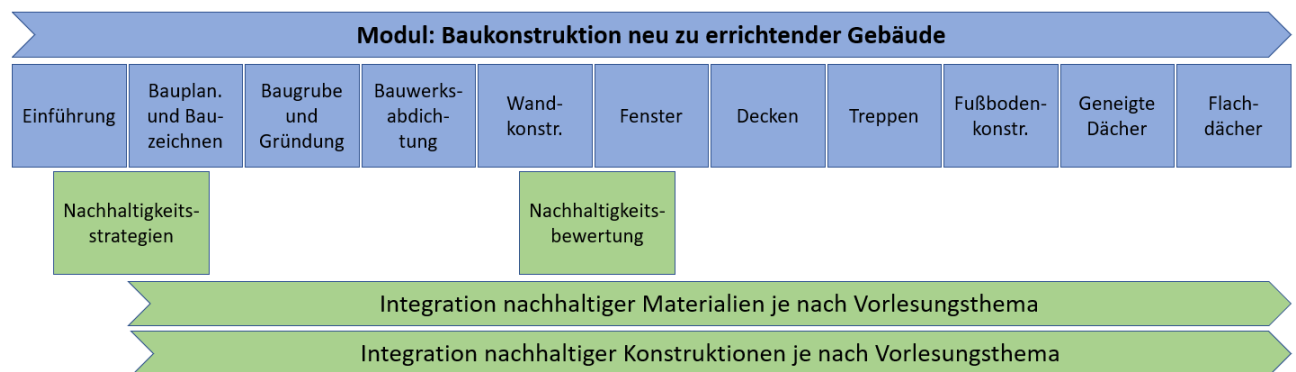 Modul: Baukonstruktion neu zu errichtender Gebäude
Einführung
Bauplan.
und Bau-
zeichnen
Baugrube
und
Gründung
Bauwerks-
abdich-
tung
Wand-
konstr.
Fenster
Decken
Treppen
Fußboden-
konstr.
Geneigte
Dächer
Flach-
dächer
Nachhaltigkeits-
strategien
Nachhaltigkeits-
bewertung
Integration nachhaltiger Materialien je nach Vorlesungsthema
Integration nachhaltiger Konstruktionen je nach Vorlesungsthema